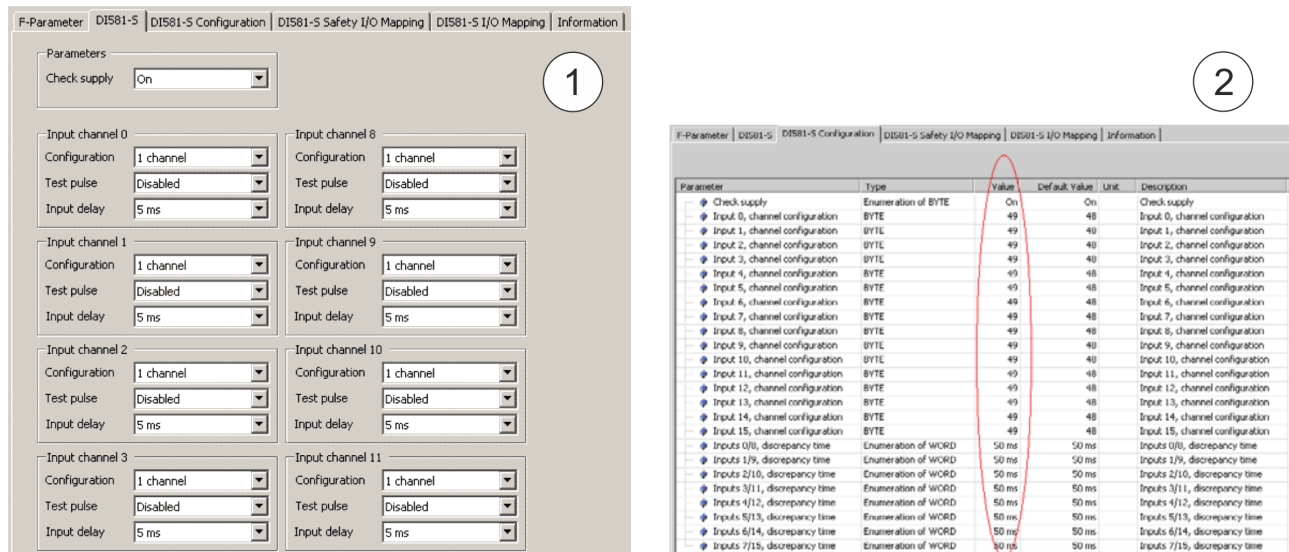 F-Parameter DI581-S DI581-S Configuration DI581-S Safety I/O Mapping DI581-S I/O Mapping Information
Parameters
Check supply On
1
Input channel 0
Configuration 1 channel
Test pulse Disabled
Input delay 5 ms
Input channel 8
Configuration 1 channel
Test pulse Disabled
Input delay 5 ms
Input channel 1
Configuration 1 channel
Test pulse Disabled
Input delay 5 ms
Input channel 9
Configuration 1 channel
Test pulse Disabled
Input delay 5 ms
Input channel 2
Configuration 1 channel
Test pulse Disabled
Input delay 5 ms
Input channel 10
Configuration 1 channel
Test pulse Disabled
Input delay 5 ms
Input channel 3
Configuration 1 channel
Test pulse Disabled
Input delay 5 ms
Input channel 11
Configuration 1 channel
Test pulse Disabled
Input delay 5 ms
2
F-Parameter DI581-S DI581-S Configuration DI581-S Safety I/O Mapping DI581-S I/O Mapping Information
Parameter Type Value Default Value Unit Description
Check supply Enumeration of BYTE On On Check supply
Input 0, channel configuration BYTE 49 48 Input 0, channel configuration
Input 1, channel configuration BYTE 49 48 Input 1, channel configuration
Input 2, channel configuration BYTE 49 48 Input 2, channel configuration
Input 3, channel configuration BYTE 49 48 Input 3, channel configuration
Input 4, channel configuration BYTE 49 48 Input 4, channel configuration
Input 5, channel configuration BYTE 49 48 Input 5, channel configuration
Input 6, channel configuration BYTE 49 48 Input 6, channel configuration
Input 7, channel configuration BYTE 49 48 Input 7, channel configuration
Input 8, channel configuration BYTE 49 48 Input 8, channel configuration
Input 9, channel configuration BYTE 49 48 Input 9, channel configuration
Input 10, channel configuration BYTE 49 48 Input 10, channel configuration
Input 11, channel configuration BYTE 49 48 Input 11, channel configuration
Input 12, channel configuration BYTE 49 48 Input 12, channel configuration
Input 13, channel configuration BYTE 49 48 Input 13, channel configuration
Input 14, channel configuration BYTE 49 48 Input 14, channel configuration
Input 15, channel configuration BYTE 49 48 Input 15, channel configuration
Inputs 0/8, discrepancy time Enumeration of WORD 50 ms 50 ms Inputs 0/8, discrepancy time
Inputs 1/9, discrepancy time Enumeration of WORD 50 ms 50 ms Inputs 1/9, discrepancy time
Inputs 2/10, discrepancy time Enumeration of WORD 50 ms 50 ms Inputs 2/10, discrepancy time
Inputs 3/11, discrepancy time Enumeration of WORD 50 ms 50 ms Inputs 3/11, discrepancy time
Inputs 4/12, discrepancy time Enumeration of WORD 50 ms 50 ms Inputs 4/12, discrepancy time
Inputs 5/13, discrepancy time Enumeration of WORD 50 ms 50 ms Inputs 5/13, discrepancy time
Inputs 6/14, discrepancy time Enumeration of WORD 50 ms 50 ms Inputs 6/14, discrepancy time
Inputs 7/15, discrepancy time Enumeration of WORD 50 ms 50 ms Inputs 7/15, discrepancy time